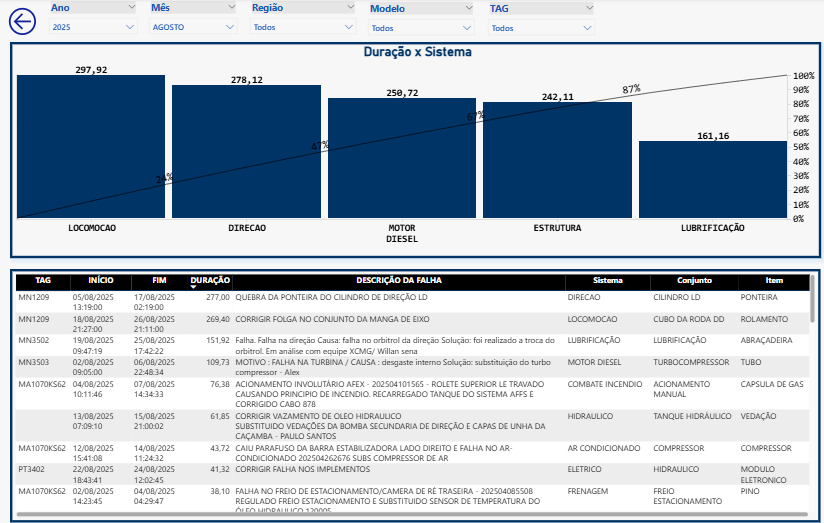 Ano Mês Região Modelo TAG
2025 AGOSTO Todos Todos Todos
Duração x Sistema
297,92 278,12 250,72 242,11 161,16
24% 47% 67% 87%
100%
90%
80%
70%
60%
50%
40%
30%
20%
10%
0%
LOCOMOCAO DIRECAO MOTOR ESTRUTURA LUBRIFICAÇÃO
DIESEL
TAG INÍCIO FIM DURAÇÃO DESCRIÇÃO DA FALHA Sistema Conjunto Item
MN1209 05/08/2025 17/08/2025 277,00 QUEBRA DA PONTEIRA DO CILINDRO DE DIREÇÃO LD DIRECAO CILINDRO LD PONTEIRA
13:19:00 02:19:00
MN1209 18/08/2025 26/08/2025 269,40 CORRIGIR FOLGA NO CONJUNTO DA MANGA DE EIXO LOCOMOCAO CUBO DA RODA DD ROLAMENTO
21:27:00 21:11:00
MN3502 19/08/2025 25/08/2025 151,92 Falha. Falha na direção Causa: falha no orbitrol da direção Solução: foi realizado a troca do LUBRIFICAÇÃO LUBRIFICAÇÃO ABRAÇADEIRA
09:47:19 17:42:22 orbitrol. Em análise com equipe XCMG/ Willan sena
MN3503 02/08/2025 06/08/2025 109,73 MOTIVO : FALHA NA TURBINA / CAUSA : desgaste interno Solução: substituição do turbo MOTOR DIESEL TURBOCOMPRESSOR TUBO
09:05:00 22:48:34 compressor - Alex
MA1070KS62 04/08/2025 07/08/2025 76,38 ACIONAMENTO INVOLUTÁRIO AFEX - 202504101565 - ROLETE SUPERIOR LE TRAVADO COMBATE INCENDIO ACIONAMENTO CAPSULA DE GAS
10:11:46 14:34:33 CAUSANDO PRINCIPIO DE INCENDIO. RECARREGADO TANQUE DO SISTEMA AFFS E MANUAL
CORRIGIDO CABO 878
13/08/2025 15/08/2025 61,85 CORRIGIR VAZAMENTO DE OLEO HIDRAULICO HIDRAULICO TANQUE HIDRÁULICO VEDAÇÃO
07:09:10 21:00:02 SUBSTITUIDO VEDAÇÕES DA BOMBA SECUNDARIA DE DIREÇÃO E CAPAS DE UNHA DA
CAÇAMBA - PAULO SANTOS
MA1070KS62 12/08/2025 14/08/2025 43,72 CAIU PARAFUSO DA BARRA ESTABILIZADORA LADO DIREITO E FALHA NO AR- AR CONDICIONADO COMPRESSOR COMPRESSOR
15:41:08 11:24:32 CONDICIONADO 202504262676 SUBS COMPRESSOR DE AR
PT3402 22/08/2025 24/08/2025 41,32 CORRIGIR FALHA NOS IMPLEMENTOS ELETRICO HIDRAULICO MODULO
18:43:41 12:02:45 ELETRONICO
MA1070KS62 02/08/2025 04/08/2025 38,10 FALHA NO FREIO DE ESTACIONAMENTO/CAMERA DE RÉ TRASEIRA - 202504085508 FRENAGEM FREIO PINO
14:23:45 04:29:47 REGULADO FREIO ESTACIONAMENTO E SUBSTITUIDO SENSOR DE TEMPERATURA DO ESTACIONAMENTO
ÓLEO HIDRAULICO 120005